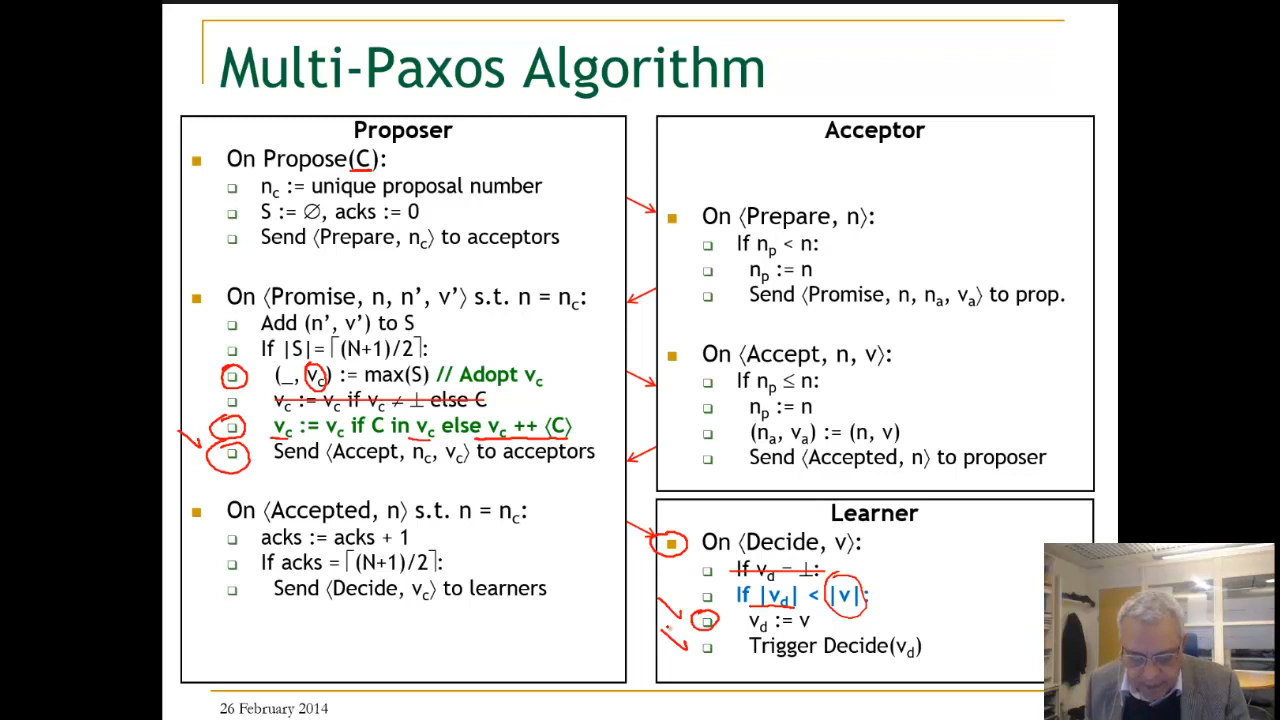 Multi-Paxos Algorithm
Proposer
On Propose(C):
n_c := unique proposal number
S := ∅, acks := 0
Send ⟨Prepare, n_c⟩ to acceptors
On ⟨Promise, n, n’, v’⟩ s.t. n = n_c:
Add (n’, v’) to S
If |S|=⌈(N+1)/2⌉:
(_, v_c) := max(S) // Adopt v_c
v_c := v_c if v_c ≠ ⊥ else C
v_c := v_c if C in v_c else v_c ++ ⟨C⟩
Send ⟨Accept, n_c, v_c⟩ to acceptors
On ⟨Accepted, n⟩ s.t. n = n_c:
acks := acks + 1
If acks =⌈(N+1)/2⌉:
Send ⟨Decide, v_c⟩ to learners
Acceptor
On ⟨Prepare, n⟩:
If n_p < n:
n_p := n
Send ⟨Promise, n, n_a, v_a⟩ to prop.
On ⟨Accept, n, v⟩:
If n_p ≤ n:
n_p := n
(n_a, v_a) := (n, v)
Send ⟨Accepted, n⟩ to proposer
Learner
On ⟨Decide, v⟩:
If v_d = ⊥:
If |v_d| < |v|:
v_d := v
Trigger Decide(v_d)
26 February 2014